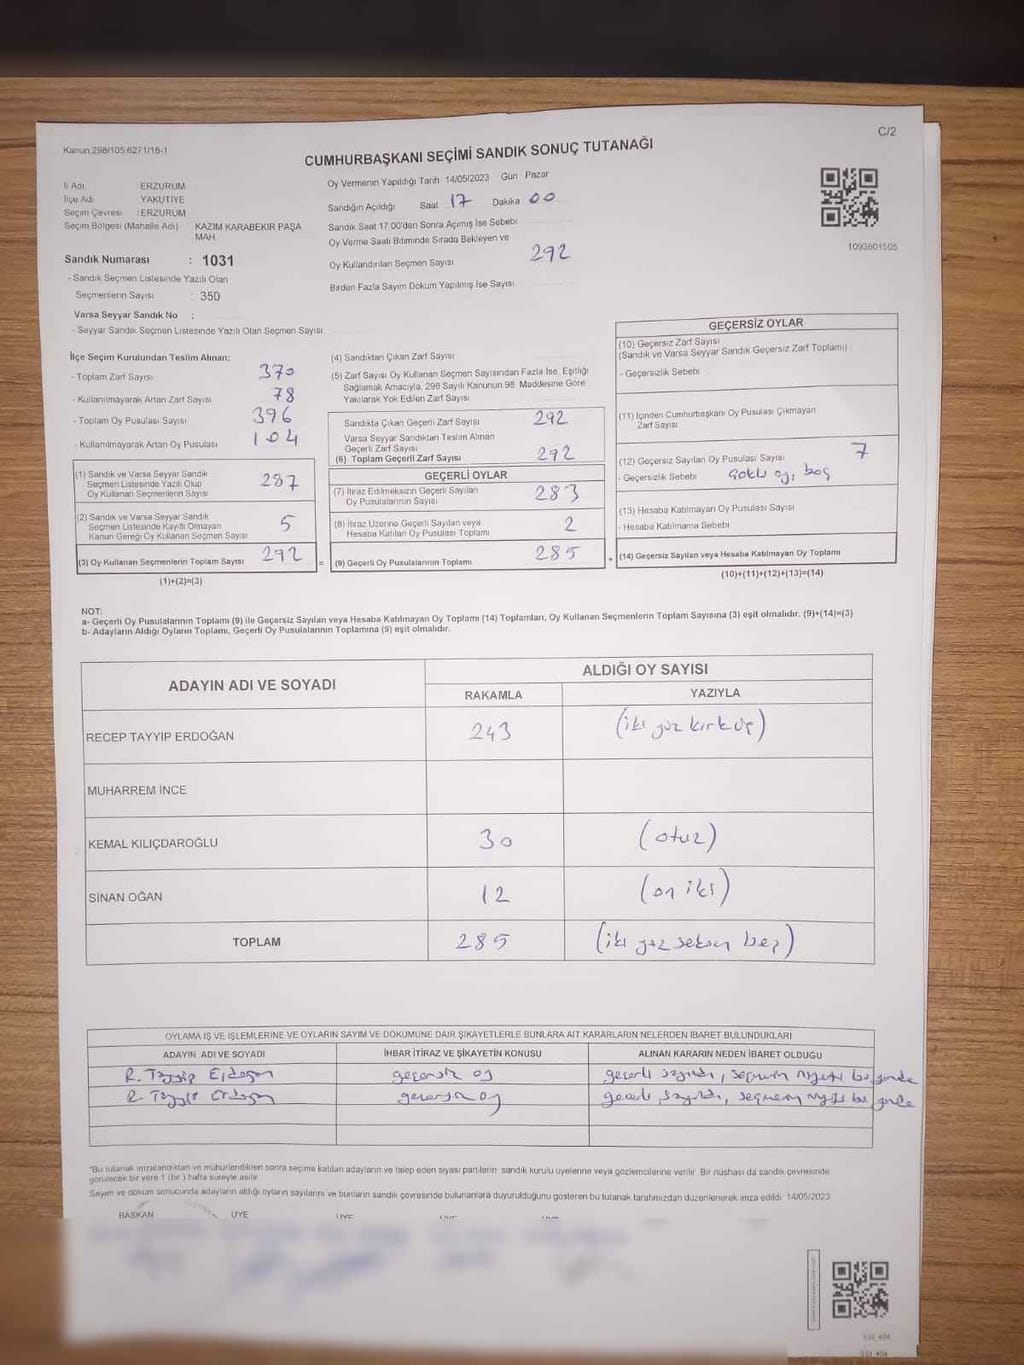 C/2
Kanun:298/105:6271/18-1
CUMHURBAŞKANI SEÇİMİ SANDIK SONUÇ TUTANAĞI
İl Adı ERZURUM
İlçe Adı YAKUTİYE
Seçim Çevresi :ERZURUM
Seçim Bölgesi (Mahalle Adı) KAZIM KARABEKİR PAŞA
MAH.
Sandık Numarası : 1031
- Sandık Seçmen Listesinde Yazılı Olan
Seçmenlerin Sayısı : 350
Varsa Seyyar Sandık No :
- Seyyar Sandık Seçmen Listesinde Yazılı Olan Seçmen Sayısı
Oy Vermenin Yapıldığı Tarih 14/05/2023 Gün Pazar
Sandığın Açıldığı Saat 17 Dakika 00
Sandık Saat 17:00'den Sonra Açılmış İse Sebebi
Oy Verme Saati Bitiminde Sırada Bekleyen ve
Oy Kullandırılan Seçmen Sayısı 292
Birden Fazla Sayım Döküm Yapılmış İse Sayısı
1093601505
İlçe Seçim Kurulundan Teslim Alınan:
- Toplam Zarf Sayısı 370
- Kullanılmayarak Artan Zarf Sayısı 78
- Toplam Oy Pusulası Sayısı 396
- Kullanılmayarak Artan Oy Pusulası 104
(1) Sandık ve Varsa Seyyar Sandık
Seçmen Listesinde Yazılı Olup
Oy Kullanan Seçmenlerin Sayısı 287
(2) Sandık ve Varsa Seyyar Sandık
Seçmen Listesinde Kayıtlı Olmayan
Kanun Gereği Oy Kullanan Seçmen Sayısı 5
(3) Oy Kullanan Seçmenlerin Toplam Sayısı 292
(1)+(2)=(3)
=
(4) Sandıktan Çıkan Zarf Sayısı
(5) Zarf Sayısı Oy Kullanan Seçmen Sayısından Fazla İse, Eşitliği
Sağlamak Amacıyla, 298 Sayılı Kanunun 98. Maddesine Göre
Yakılarak Yok Edilen Zarf Sayısı
Sandıkta Çıkan Geçerli Zarf Sayısı 292
Varsa Seyyar Sandıktan Teslim Alınan
Geçerli Zarf Sayısı
(6) Toplam Geçerli Zarf Sayısı 292
GEÇERLİ OYLAR
(7) İtiraz Edilmeksizin Geçerli Sayılan
Oy Pusulalarının Sayısı 283
(8) İtiraz Üzerine Geçerli Sayılan veya
Hesaba Katılan Oy Pusulası Toplamı 2
(9) Geçerli Oy Pusulalarının Toplamı 285
+
GEÇERSİZ OYLAR
(10) Geçersiz Zarf Sayısı
(Sandık ve Varsa Seyyar Sandık Geçersiz Zarf Toplamı)
- Geçersizlik Sebebi
(11) İçinden Cumhurbaşkanı Oy Pusulası Çıkmayan
Zarf Sayısı
(12) Geçersiz Sayılan Oy Pusulası Sayısı 7
- Geçersizlik Sebebi Çoklu oy, boş
(13) Hesaba Katılmayan Oy Pusulası Sayısı
- Hesaba Katılmama Sebebi
(14) Geçersiz Sayılan veya Hesaba Katılmayan Oy Toplamı
(10)+(11)+(12)+(13)=(14)
NOT:
a- Geçerli Oy Pusulalarının Toplamı (9) ile Geçersiz Sayılan veya Hesaba Katılmayan Oy Toplamı (14) Toplamları, Oy Kullanan Seçmenlerin Toplam Sayısına (3) eşit olmalıdır. (9)+(14)=(3)
b- Adayların Aldığı Oyların Toplamı, Geçerli Oy Pusulalarının Toplamına (9) eşit olmalıdır.
ADAYIN ADI VE SOYADI ALDIĞI OY SAYISI
RAKAMLA YAZIYLA
RECEP TAYYİP ERDOĞAN 243 (iki yüz kırk üç)
MUHARREM İNCE
KEMAL KILIÇDAROĞLU 30 (otuz)
SİNAN OĞAN 12 (on iki)
TOPLAM 285 (iki yüz seksen beş)
OYLAMA İŞ VE İŞLEMLERİNE VE OYLARIN SAYIM VE DÖKÜMÜNE DAİR ŞİKAYETLERLE BUNLARA AİT KARARLARIN NELERDEN İBARET BULUNDUKLARI
ADAYIN ADI VE SOYADI İHBAR İTİRAZ VE ŞİKAYETİN KONUSU ALINAN KARARIN NEDEN İBARET OLDUĞU
R. Tayyip Erdoğan geçersiz oy geçerli sayıldı, seçmen niyeti bu yönde
R. Tayyip Erdoğan geçersiz oy geçerli sayıldı, seçmen niyeti bu yönde
"Bu tutanak imzalandıktan ve mühürlendikten sonra seçime katılan adayların ve talep eden siyasi partilerin sandık kurulu üyelerine veya gözlemcilerine verilir. Bir nüshası da sandık çevresinde
görülecek bir yere 1 (bir) hafta süreyle asılır.
Sayım ve döküm sonucunda adayların aldığı oyların sayılarını ve bunların sandık çevresinde bulunanlara duyurulduğunu gösteren bu tutanak tarafımızdan düzenlenerek imza edildi. 14/05/2023
BAŞKAN ÜYE ÜYE